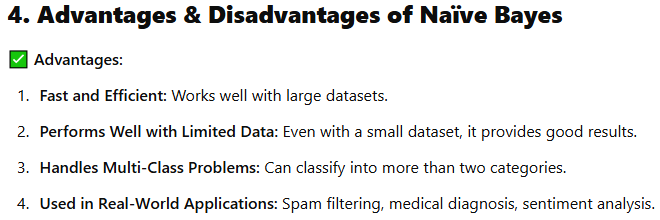 4. Advantages & Disadvantages of Naïve Bayes
✅ Advantages:
1. Fast and Efficient: Works well with large datasets.
2. Performs Well with Limited Data: Even with a small dataset, it provides good results.
3. Handles Multi-Class Problems: Can classify into more than two categories.
4. Used in Real-World Applications: Spam filtering, medical diagnosis, sentiment analysis.